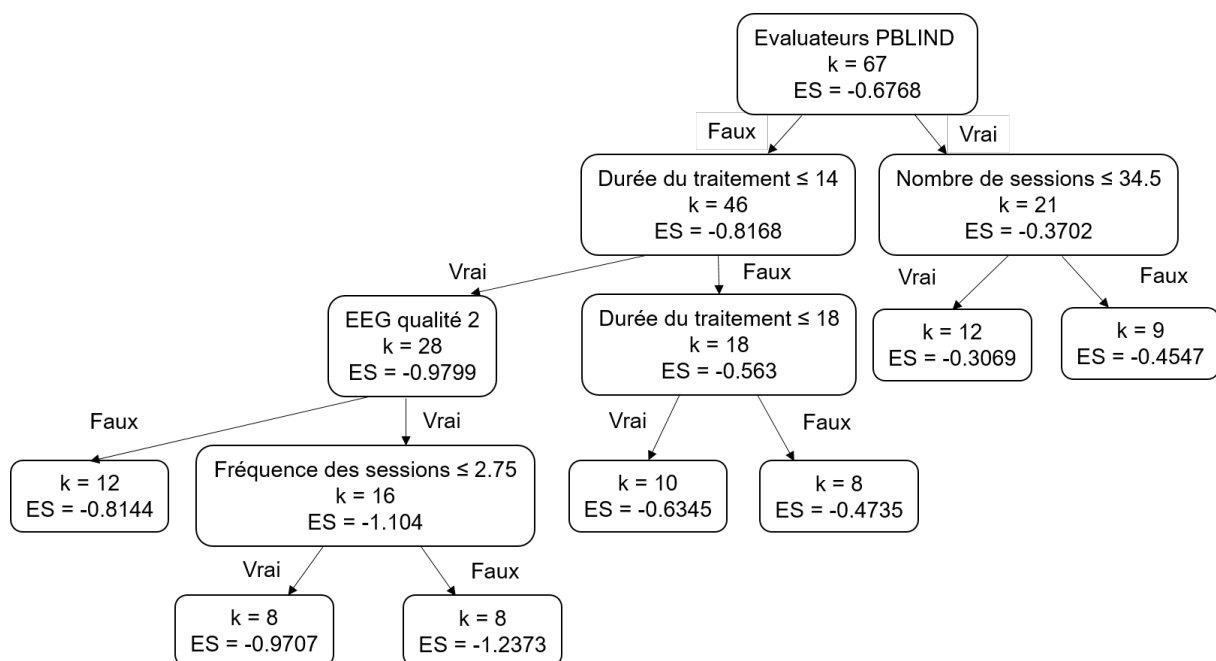 Evaluateurs PBLIND
k = 67
ES = -0.6768
Faux
Vrai
Durée du traitement ≤ 14
k = 46
ES = -0.8168
Nombre de sessions ≤ 34.5
k = 21
ES = -0.3702
Vrai
Faux
Vrai
Faux
EEG qualité 2
k = 28
ES = -0.9799
Durée du traitement ≤ 18
k = 18
ES = -0.563
k = 12
ES = -0.3069
k = 9
ES = -0.4547
Faux
Vrai
Vrai
Faux
k = 12
ES = -0.8144
Fréquence des sessions ≤ 2.75
k = 16
ES = -1.104
k = 10
ES = -0.6345
k = 8
ES = -0.4735
Vrai
Faux
k = 8
ES = -0.9707
k = 8
ES = -1.2373